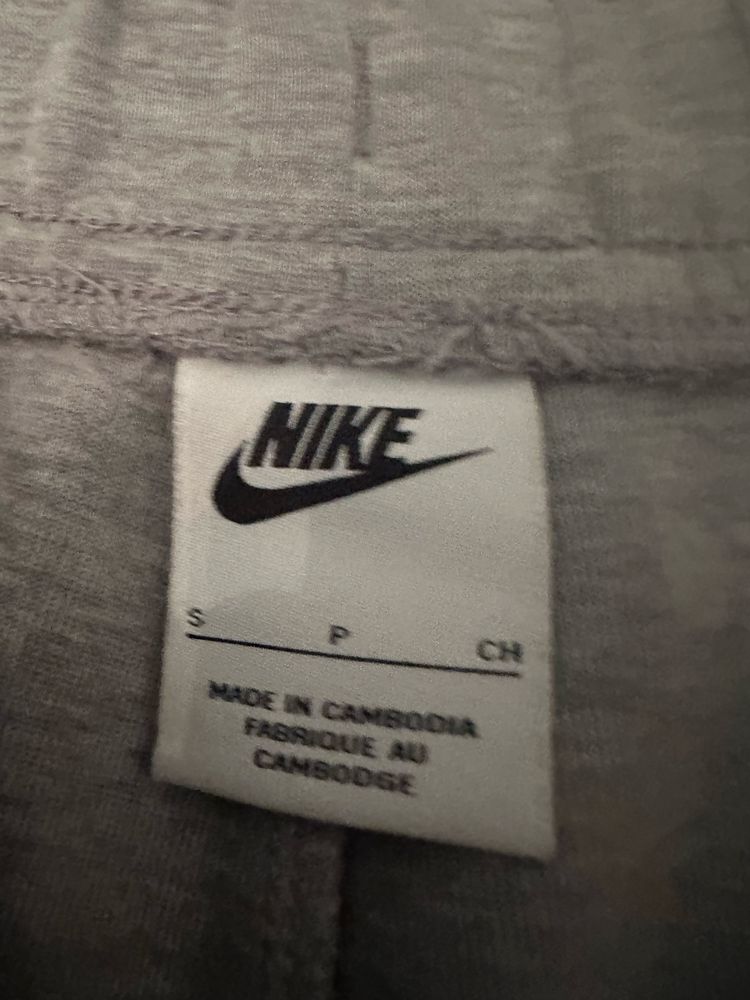 NIKE
S P CH
MADE IN CAMBODIA
FABRIQUE AU
CAMBODGE